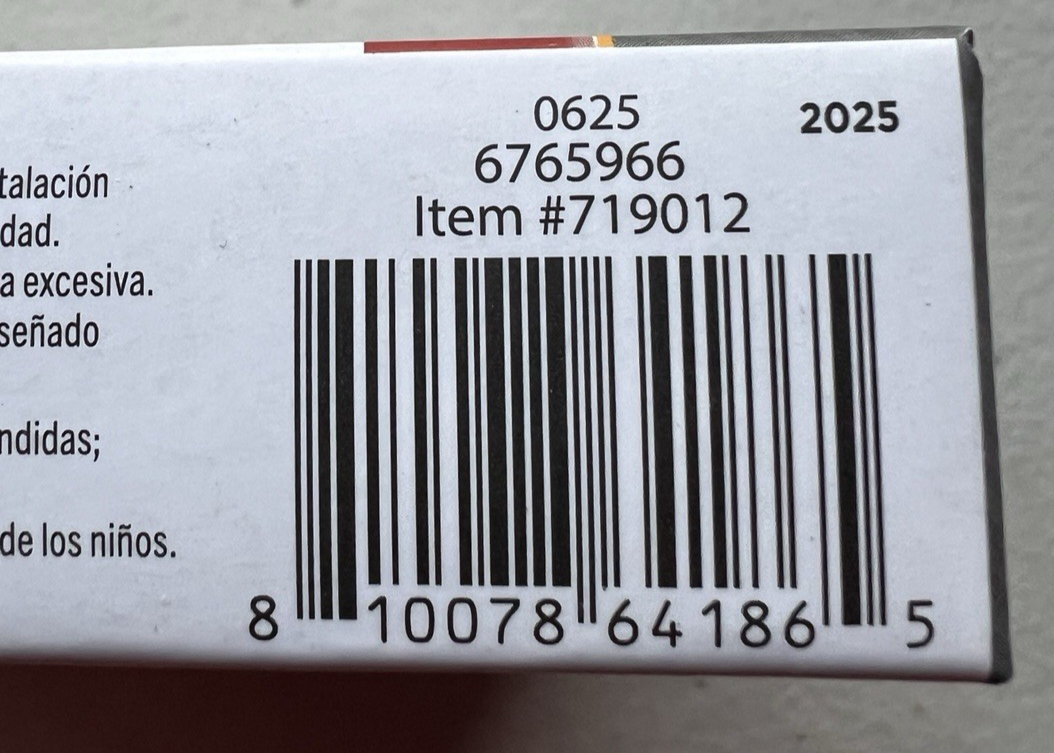 talación
dad.
a excesiva.
señado
ndidas;
de los niños.
0625
2025
6765966
Item #719012
8 10078 64186 5